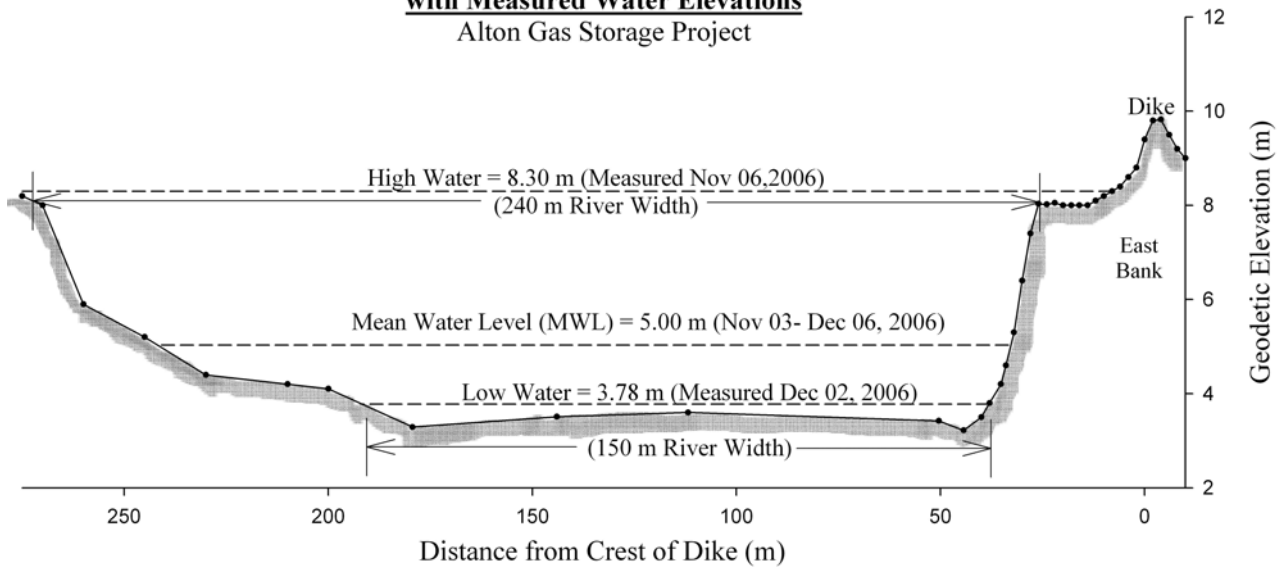 with Measured Water Elevations
Alton Gas Storage Project
12
Dike
10
High Water = 8.30 m (Measured Nov 06,2006)
(240 m River Width)
8
East
Bank
Geodetic Elevation (m)
6
Mean Water Level (MWL) = 5.00 m (Nov 03- Dec 06, 2006)
Low Water = 3.78 m (Measured Dec 02, 2006)
4
(150 m River Width)
2
250 200 150 100 50 0
Distance from Crest of Dike (m)